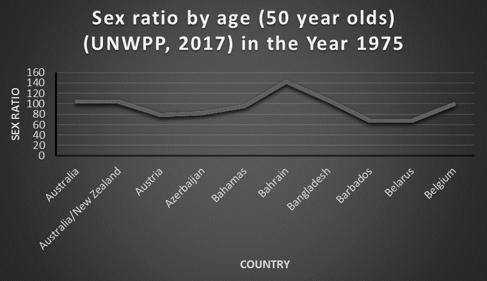 Sex ratio by age (50 year olds)
(UNWPP, 2017) in the Year 1975
SEX RATIO
160
140
120
100
80
60
40
20
0
Australia
Australia/New Zealand
Austria
Azerbaijan
Bahamas
Bahrain
Bangladesh
Barbados
Belarus
Belgium
COUNTRY